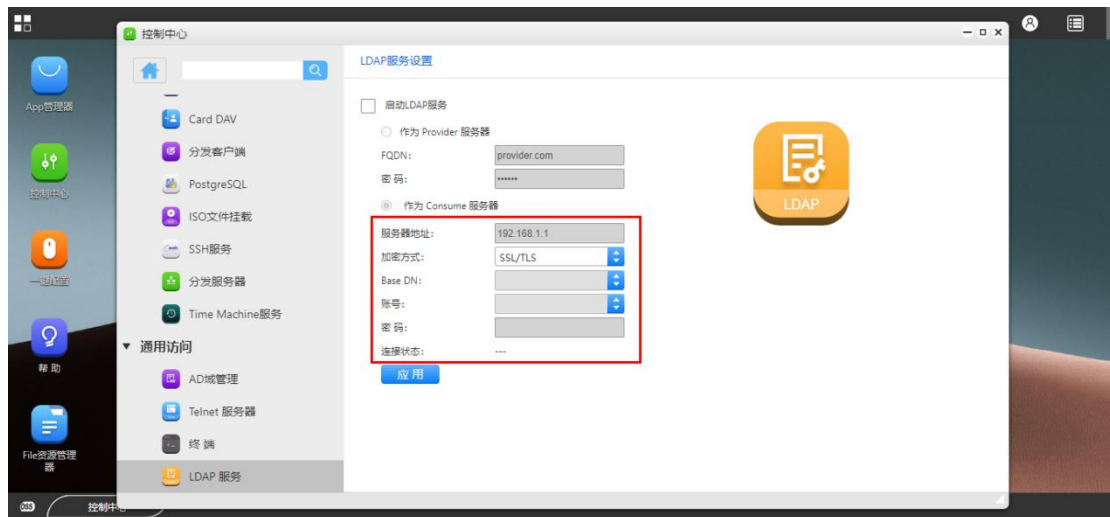 控制中心
App管理器
控制中心
一键配置
帮 助
File资源管理
器
Card DAV
分发客户端
PostgreSQL
ISO文件挂载
SSH服务
分发服务器
Time Machine服务
通用访问
AD域管理
Telnet 服务器
终 端
LDAP 服务
LDAP服务设置
启动LDAP服务
作为 Provider 服务器
FQDN: provider.com
密 码: ••••••
作为 Consume 服务器
服务器地址: 192.168.1.1
加密方式: SSL/TLS
Base DN:
账号:
密 码:
连接状态: ---
应 用
LDAP
控制中心